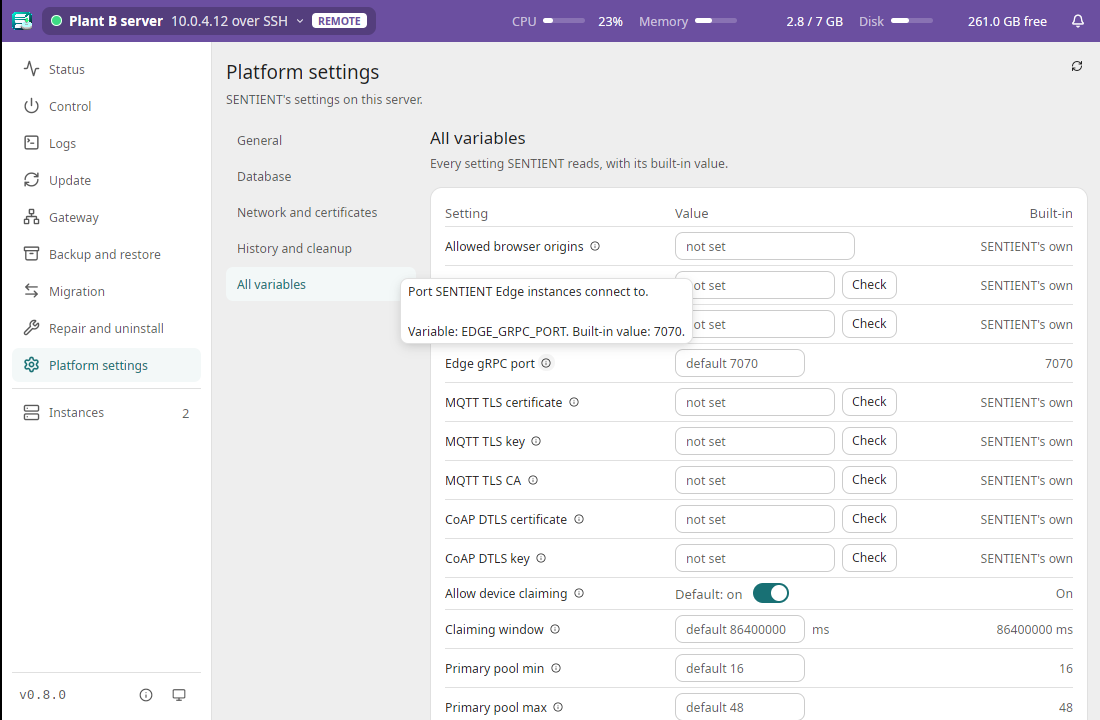 Plant B server 10.0.4.12 over SSH REMOTE CPU 23% Memory 2.8 / 7 GB Disk 261.0 GB free
Status
Control
Logs
Update
Gateway
Backup and restore
Migration
Repair and uninstall
Platform settings
Instances 2
v0.8.0
Platform settings
SENTIENT's settings on this server.
General
Database
Network and certificates
History and cleanup
All variables
All variables
Every setting SENTIENT reads, with its built-in value.
Setting Value Built-in
Allowed browser origins not set SENTIENT's own
ot set Check SENTIENT's own
ot set Check SENTIENT's own
Port SENTIENT Edge instances connect to.
Variable: EDGE_GRPC_PORT. Built-in value: 7070.
Edge gRPC port default 7070 7070
MQTT TLS certificate not set Check SENTIENT's own
MQTT TLS key not set Check SENTIENT's own
MQTT TLS CA not set Check SENTIENT's own
CoAP DTLS certificate not set Check SENTIENT's own
CoAP DTLS key not set Check SENTIENT's own
Allow device claiming Default: on On
Claiming window default 86400000 ms 86400000 ms
Primary pool min default 16 16
Primary pool max default 48 48